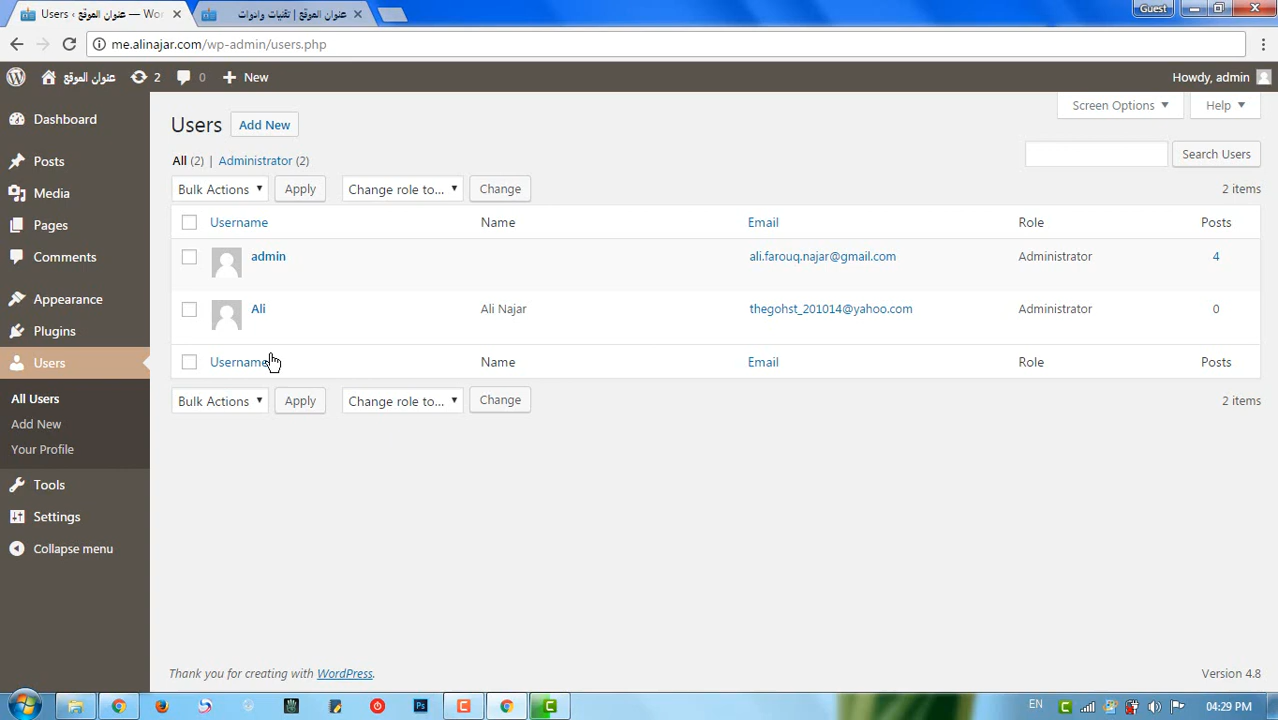 Users ‹ عنوان الموقع — Wor
عنوان الموقع | تقنيات وادوات
Guest
me.alinajar.com/wp-admin/users.php
عنوان الموقع
2
0
New
Howdy, admin
Screen Options
Help
Dashboard
Posts
Media
Pages
Comments
Appearance
Plugins
Users
All Users
Add New
Your Profile
Tools
Settings
Collapse menu
Users
Add New
All (2) | Administrator (2)
Search Users
Bulk Actions
Apply
Change role to...
Change
2 items
Username Name Email Role Posts
admin ali.farouq.najar@gmail.com Administrator 4
Ali Ali Najar thegohst_201014@yahoo.com Administrator 0
Username Name Email Role Posts
Bulk Actions
Apply
Change role to...
Change
2 items
Thank you for creating with WordPress.
Version 4.8
Ps
C
C
EN
C
04:29 PM